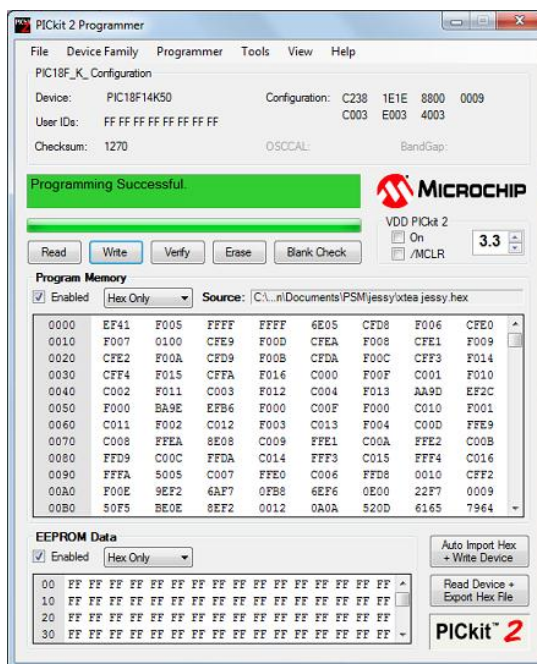 PICkit 2 Programmer
File Device Family Programmer Tools View Help
PIC18F_K_ Configuration
Device: PIC18F14K50 Configuration: C238 1E1E 8800 0009
User IDs: FF FF FF FF FF FF FF FF C003 E003 4003
Checksum: 1270 OSCCAL: BandGap:
Programming Successful.
MICROCHIP
VDD PICkit 2
On
/MCLR
3.3
Read Write Verify Erase Blank Check
Program Memory
Enabled Hex Only Source: C:\...n\Documents\PSM\jessy\xtea jessy.hex
0000 EF41 F005 FFFF FFFF 6E05 CFD8 F006 CFE0
0010 F007 0100 CFE9 F00D CFEA F008 CFE1 F009
0020 CFE2 F00A CFD9 F00B CFDA F00C CFF3 F014
0030 CFF4 F015 CFFA F016 C000 F00F C001 F010
0040 C002 F011 C003 F012 C004 F013 AA9D EF2C
0050 F000 BA9E EFB6 F000 C00F F000 C010 F001
0060 C011 F002 C012 F003 C013 F004 C00D FFE9
0070 C008 FFEA 8E08 C009 FFE1 C00A FFE2 C00B
0080 FFD9 C00C FFDA C014 FFF3 C015 FFF4 C016
0090 FFFA 5005 C007 FFE0 C006 FFD8 0010 CFF2
00A0 F00E 9EF2 6AF7 0FB8 6EF6 0E00 22F7 0009
00B0 50F5 BE0E 8EF2 0012 0A0A 520D 6165 7964
EEPROM Data
Enabled Hex Only
00 FF FF FF FF FF FF FF FF FF FF FF FF FF FF FF FF
10 FF FF FF FF FF FF FF FF FF FF FF FF FF FF FF FF
20 FF FF FF FF FF FF FF FF FF FF FF FF FF FF FF FF
30 FF FF FF FF FF FF FF FF FF FF FF FF FF FF FF FF
Auto Import Hex
+ Write Device
Read Device +
Export Hex File
PICkit™ 2